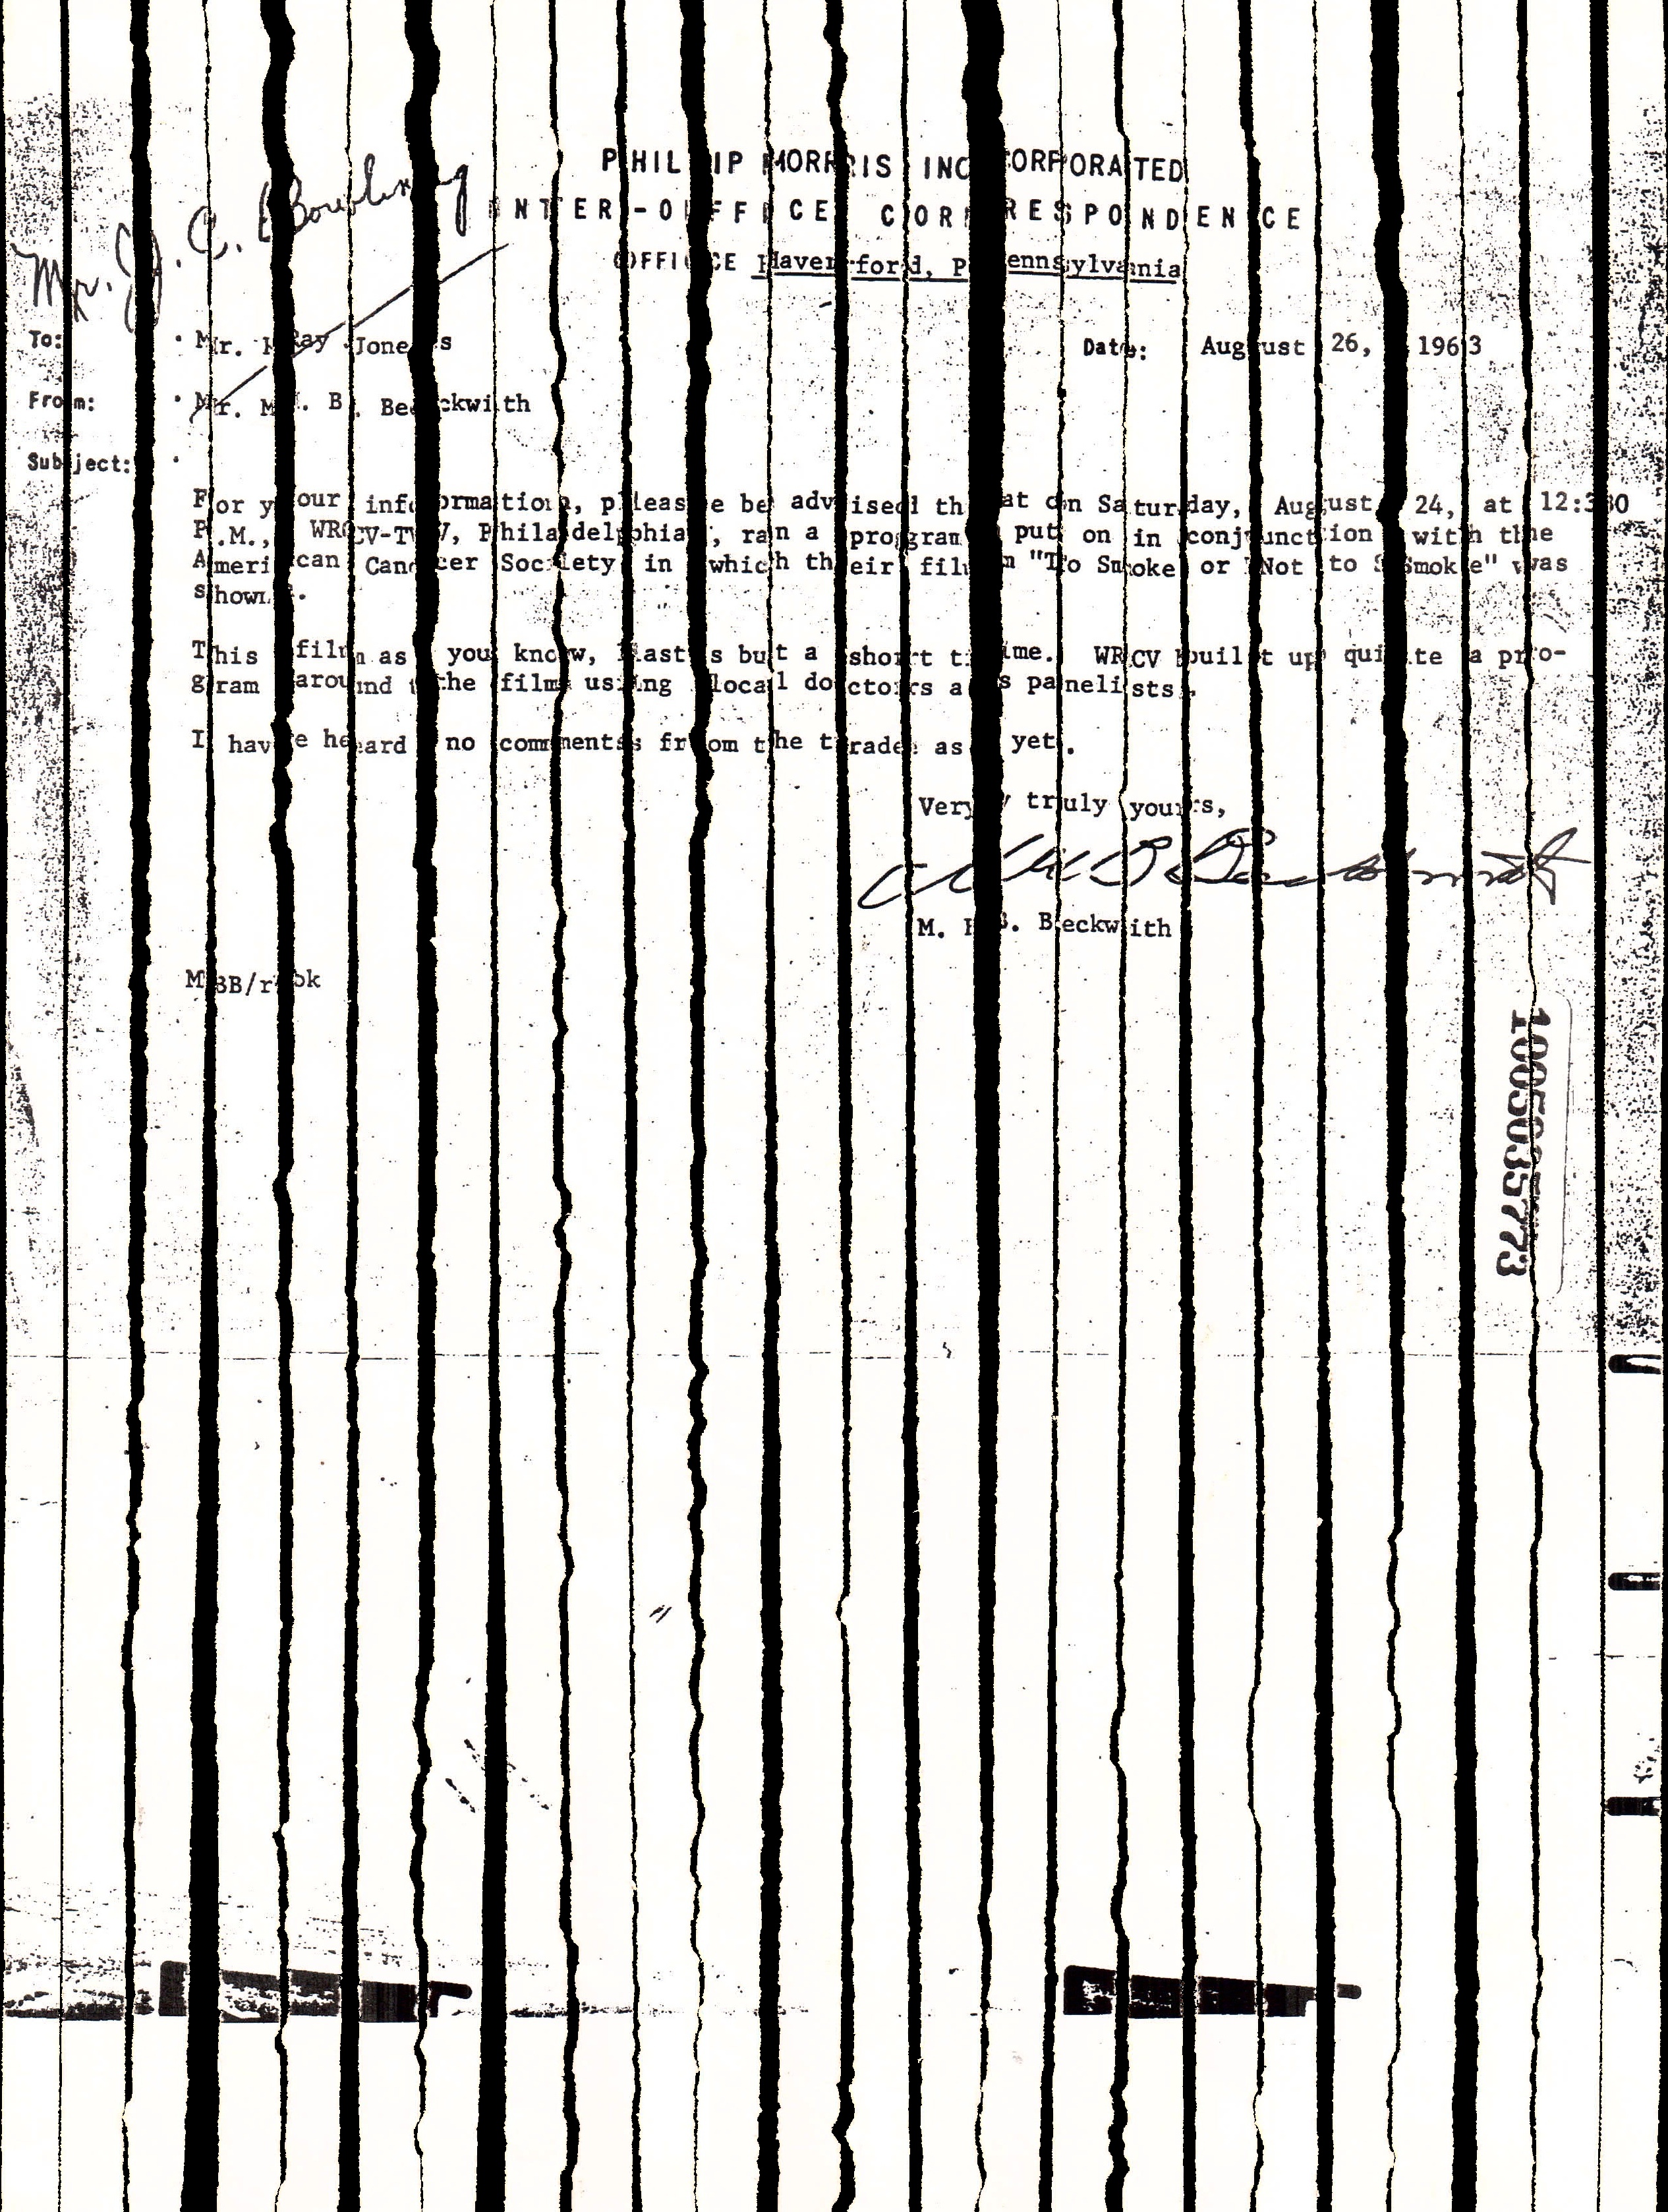 Mr. J. C. Bowling
PHILIP MORRIS INCORPORATED
INTER-OFFICE CORRESPONDENCE
OFFICE Haverford, Pennsylvania
To: Mr. Ray Jones Date: August 26, 1963
From: Mr. M. B. Beckwith
Subject:
For your information, please be advised that on Saturday, August 24, at 12:30
P.M., WRCV-TV, Philadelphia, ran a program put on in conjunction with the
American Cancer Society in which their film "To Smoke or Not to Smoke" was
shown.
This film as you know, lasts but a short time. WRCV built up quite a pro-
gram around the film using local doctors as panelists.
I have heard no comments from the trade as yet.
Very truly yours,
M. B. Beckwith
1005035773